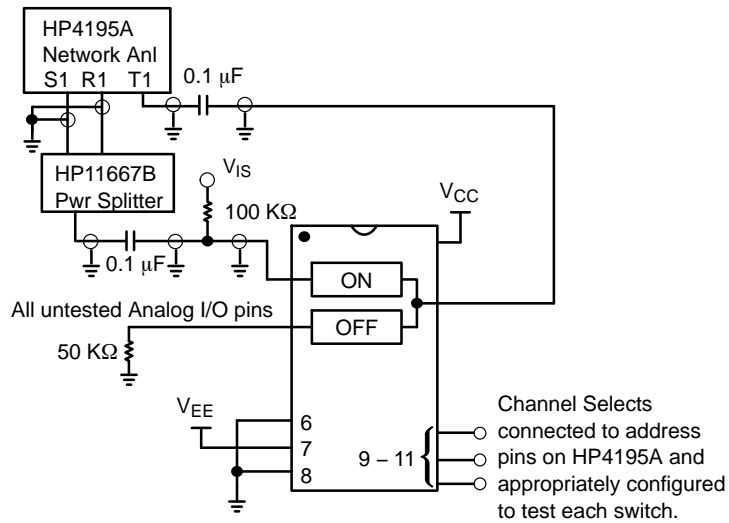 HP4195A
Network Anl
S1 R1 T1
0.1 μF
HP11667B
Pwr Splitter
VIS
100 KΩ
VCC
0.1 μF
ON
All untested Analog I/O pins
OFF
50 KΩ
VEE
6
7
8
9 – 11
Channel Selects
connected to address
pins on HP4195A and
appropriately configured
to test each switch.